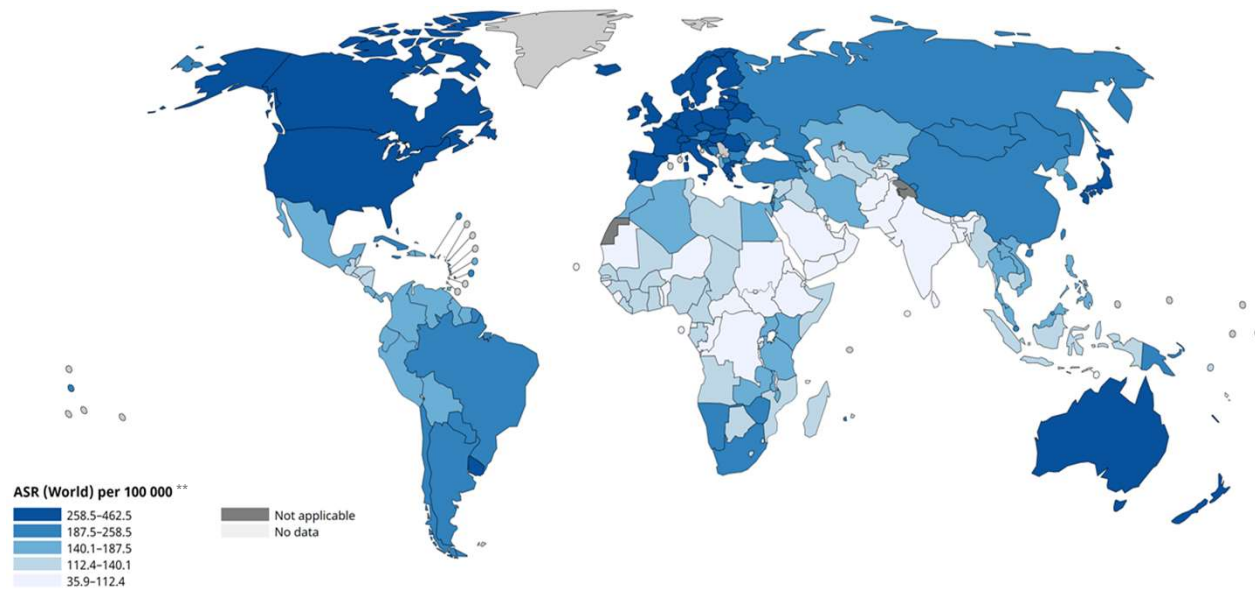 ASR (World) per 100 000 **
258.5–462.5
187.5–258.5
140.1–187.5
112.4–140.1
35.9–112.4
Not applicable
No data